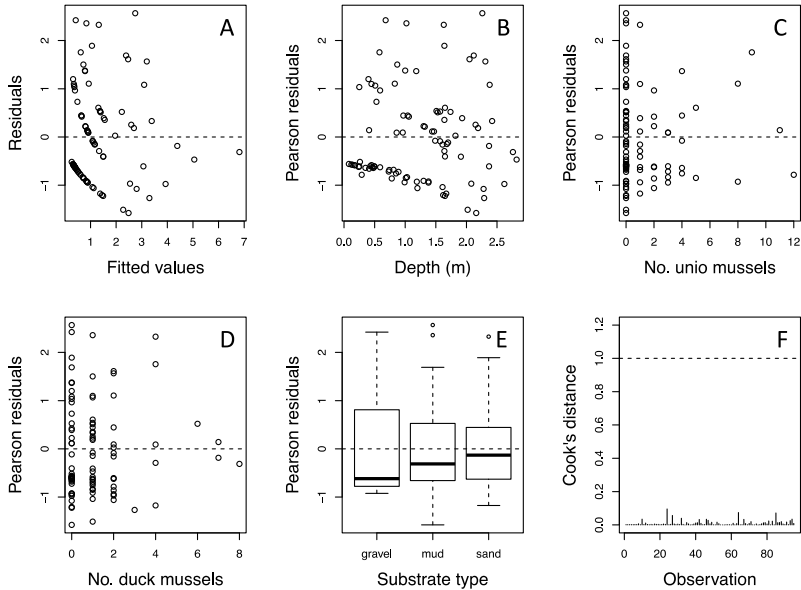 A
Residuals
2
1
0
−1
1 2 3 4 5 6 7
Fitted values
B
Pearson residuals
2
1
0
−1
0.0 0.5 1.0 1.5 2.0 2.5
Depth (m)
C
Pearson residuals
2
1
0
−1
0 2 4 6 8 10 12
No. unio mussels
D
Pearson residuals
2
1
0
−1
0 2 4 6 8
No. duck mussels
E
Pearson residuals
2
1
0
−1
gravel mud sand
Substrate type
F
Cook's distance
1.2
1.0
0.8
0.6
0.4
0.2
0.0
0 20 40 60 80
Observation